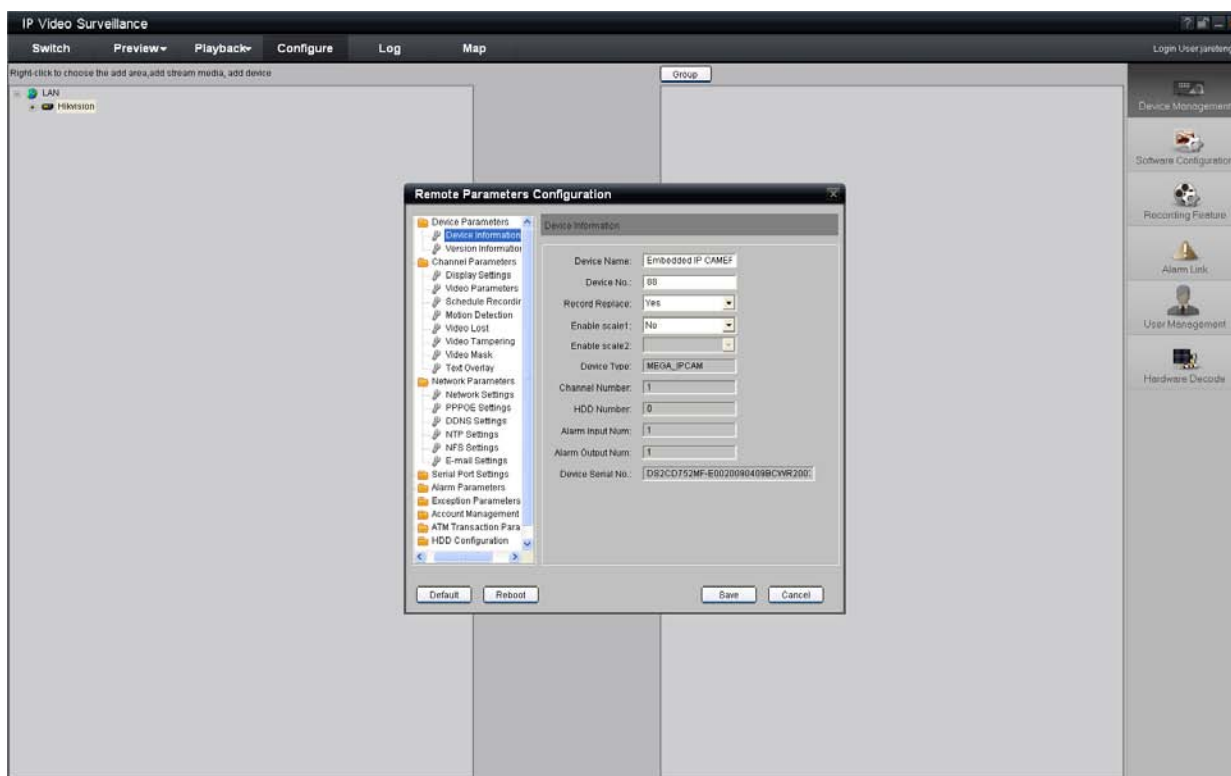 IP Video Surveillance
Switch Preview Playback Configure Log Map
Login User:jareteng
Right-click to choose the add area,add stream media, add device
Group
LAN
Hikvision
Device Management
Software Configuration
Recording Feature
Alarm Link
User Management
Hardware Decode
Remote Parameters Configuration
Device Parameters
Device Information
Version Information
Channel Parameters
Display Settings
Video Parameters
Schedule Recordin
Motion Detection
Video Lost
Video Tampering
Video Mask
Text Overlay
Network Parameters
Network Settings
PPPOE Settings
DDNS Settings
NTP Settings
NFS Settings
E-mail Settings
Serial Port Settings
Alarm Parameters
Exception Parameters
Account Management
ATM Transaction Para
HDD Configuration
Device Information
Device Name: Embedded IP CAMER
Device No.: 88
Record Replace: Yes
Enable scale1: No
Enable scale2:
Device Type: MEGA_IPCAM
Channel Number: 1
HDD Number: 0
Alarm Input Num: 1
Alarm Output Num: 1
Device Serial No.:
Default Reboot Save Cancel